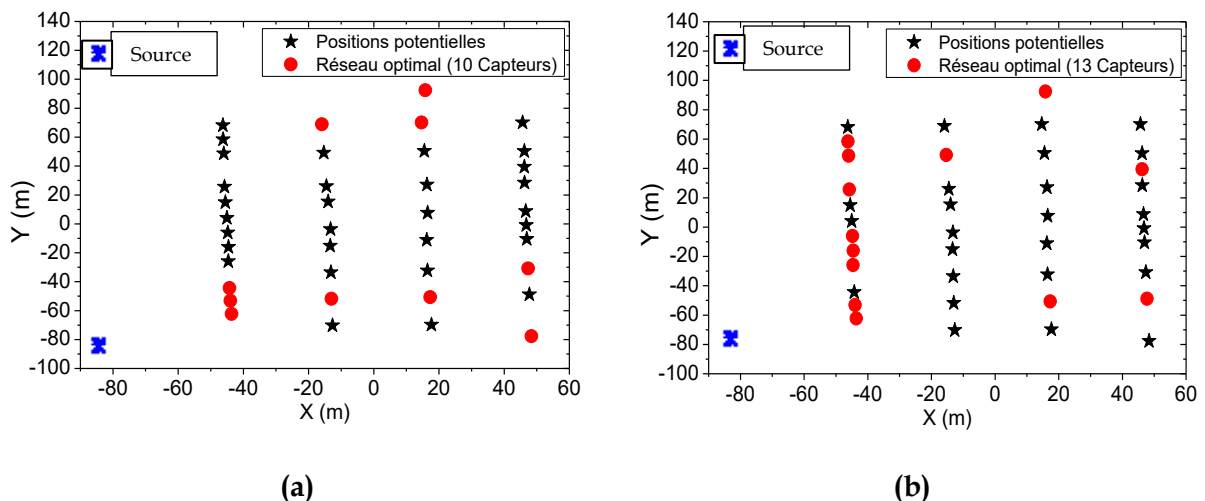 140
120
100
80
60
40
20
0
-20
-40
-60
-80
-100
Y (m)
Source
Positions potentielles
Réseau optimal (10 Capteurs)
-80 -60 -40 -20 0 20 40 60
X (m)
(a)
140
120
100
80
60
40
20
0
-20
-40
-60
-80
-100
Y (m)
Source
Positions potentielles
Réseau optimal (13 Capteurs)
-80 -60 -40 -20 0 20 40 60
X (m)
(b)